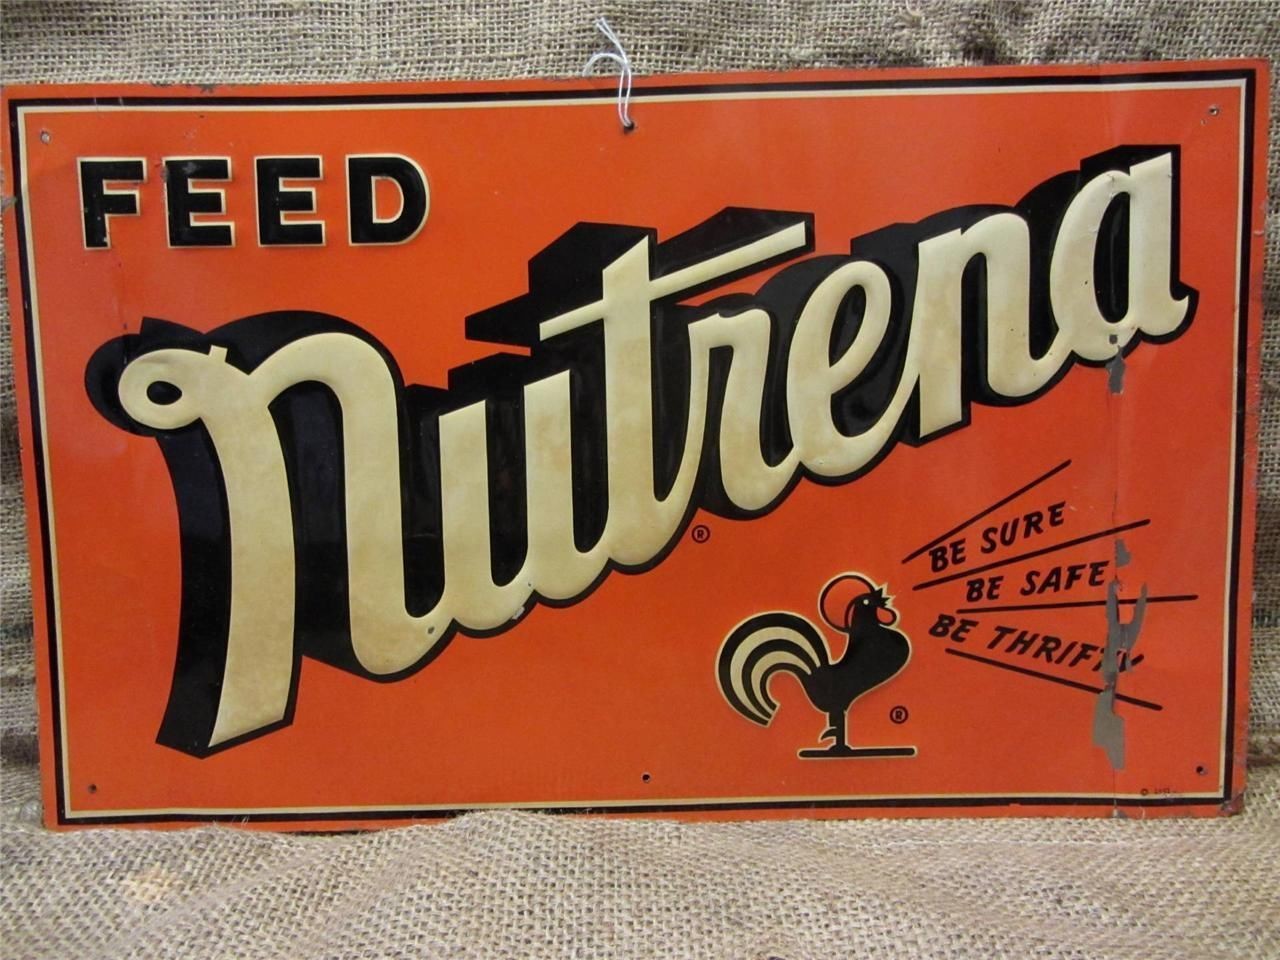 FEED
Nutrena
®
BE SURE
BE SAFE
BE THRIFTY
®
©